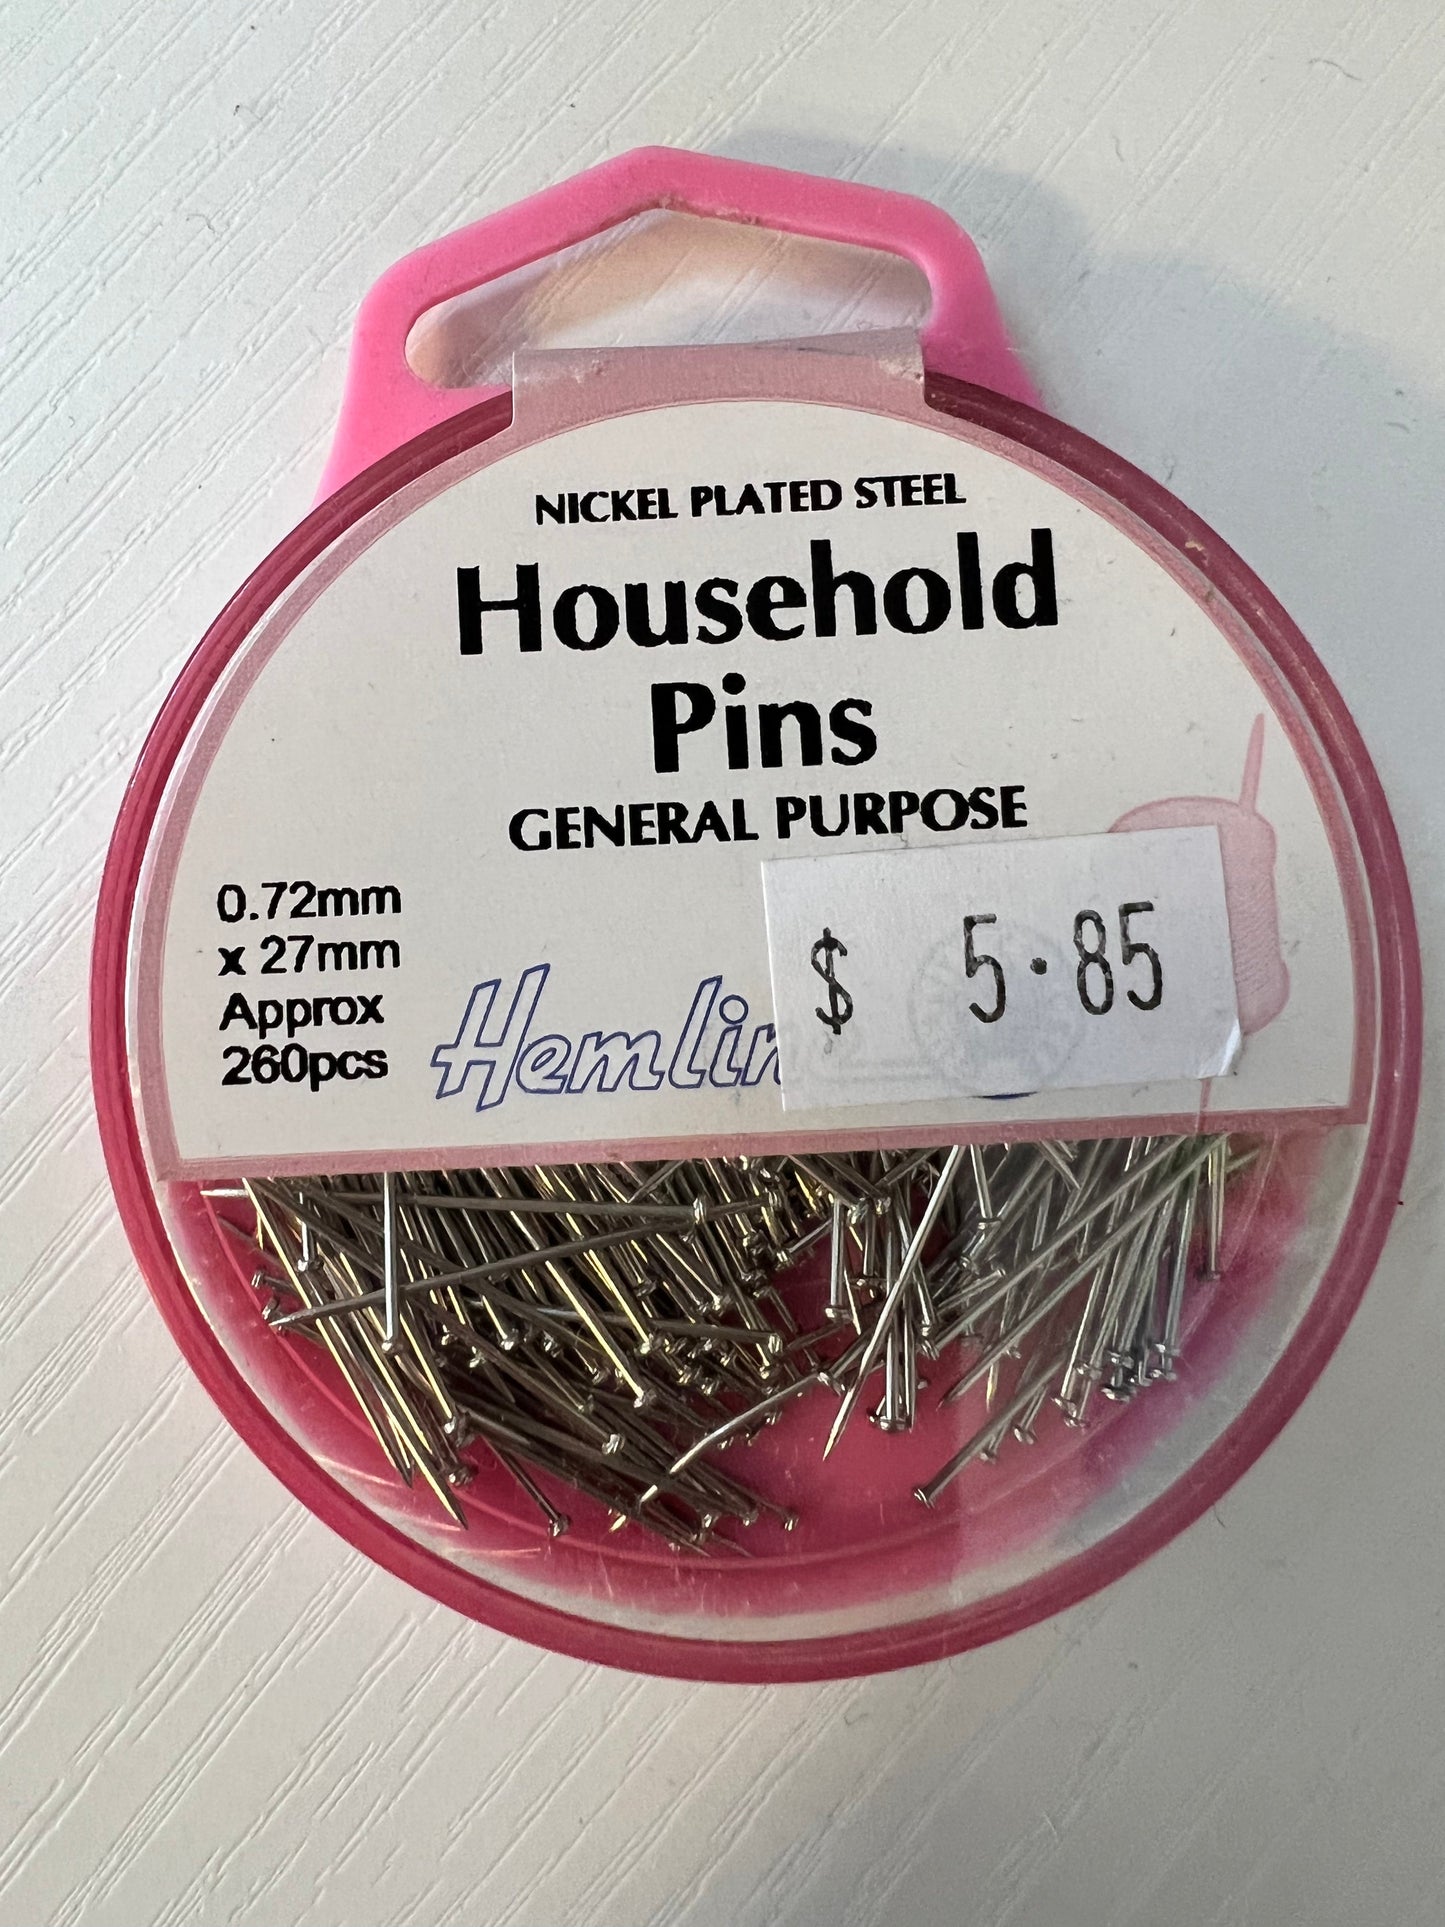 NICKEL PLATED STEEL
Household
Pins
GENERAL PURPOSE
0.72mm
x 27mm
Approx
260pcs
$ 5.85